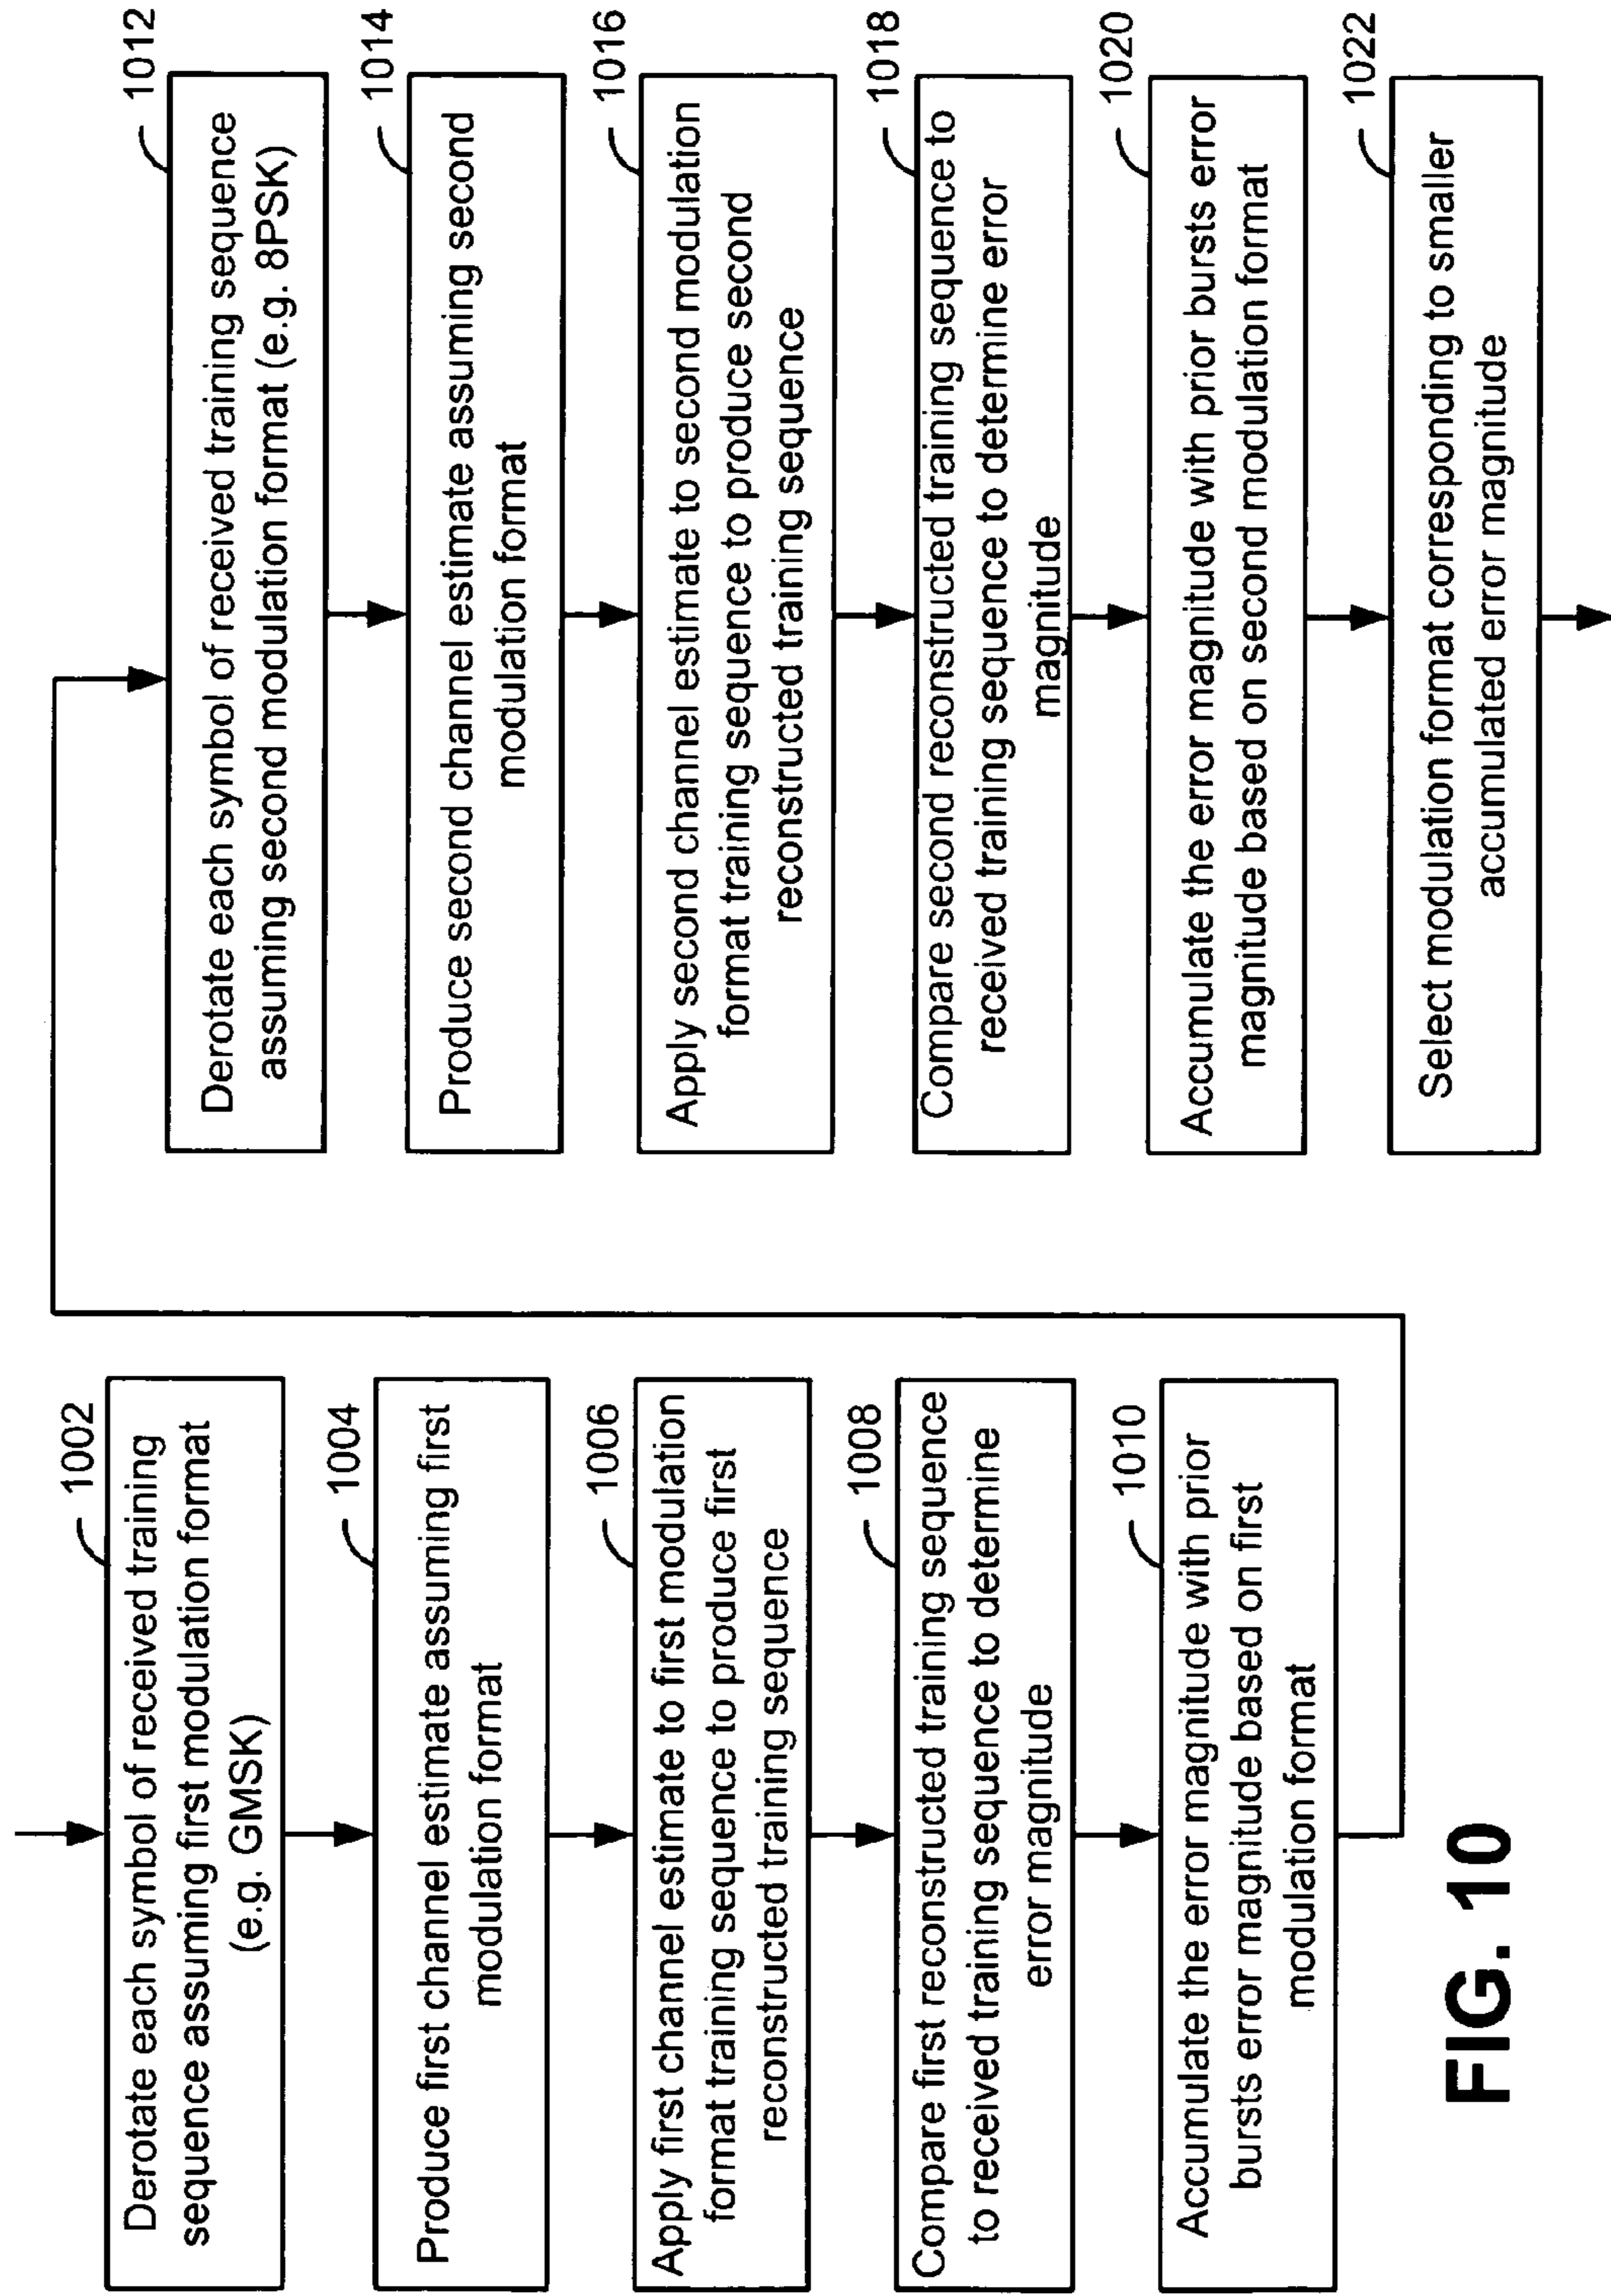 1002
Derotate each symbol of received training
sequence assuming first modulation format
(e.g. GMSK)
1004
Produce first channel estimate assuming first
modulation format
1006
Apply first channel estimate to first modulation
format training sequence to produce first
reconstructed training sequence
1008
Compare first reconstructed training sequence
to received training sequence to determine
error magnitude
1010
Accumulate the error magnitude with prior
bursts error magnitude based on first
modulation format
1012
Derotate each symbol of received training sequence
assuming second modulation format (e.g. 8PSK)
1014
Produce second channel estimate assuming second
modulation format
1016
Apply second channel estimate to second modulation
format training sequence to produce second
reconstructed training sequence
1018
Compare second reconstructed training sequence to
received training sequence to determine error
magnitude
1020
Accumulate the error magnitude with prior bursts error
magnitude based on second modulation format
1022
Select modulation format corresponding to smaller
accumulated error magnitude
FIG. 10